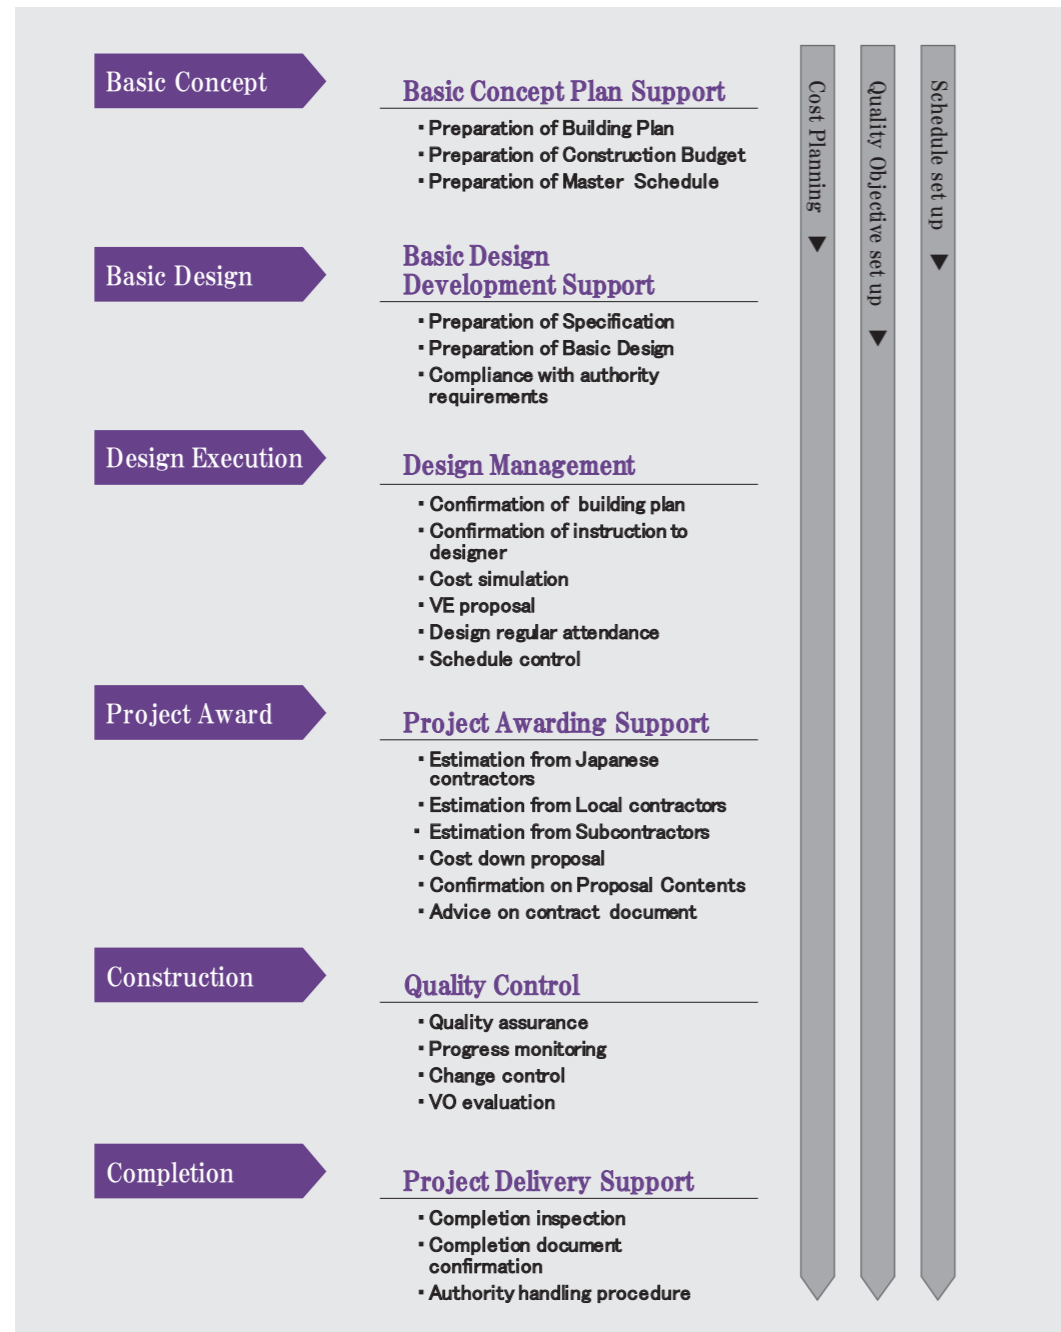 Basic Concept
Basic Concept Plan Support
▪ Preparation of Building Plan
▪ Preparation of Construction Budget
▪ Preparation of Master Schedule
Basic Design
Basic Design
Development Support
▪ Preparation of Specification
▪ Preparation of Basic Design
▪ Compliance with authority
requirements
Design Execution
Design Management
▪ Confirmation of building plan
▪ Confirmation of instruction to
designer
▪ Cost simulation
▪ VE proposal
▪ Design regular attendance
▪ Schedule control
Project Award
Project Awarding Support
▪ Estimation from Japanese
contractors
▪ Estimation from Local contractors
▪ Estimation from Subcontractors
▪ Cost down proposal
▪ Confirmation on Proposal Contents
▪ Advice on contract document
Construction
Quality Control
▪ Quality assurance
▪ Progress monitoring
▪ Change control
▪ VO evaluation
Completion
Project Delivery Support
▪ Completion inspection
▪ Completion document
confirmation
▪ Authority handling procedure
Cost Planning ▼
Quality Objective set up ▼
Schedule set up ▼